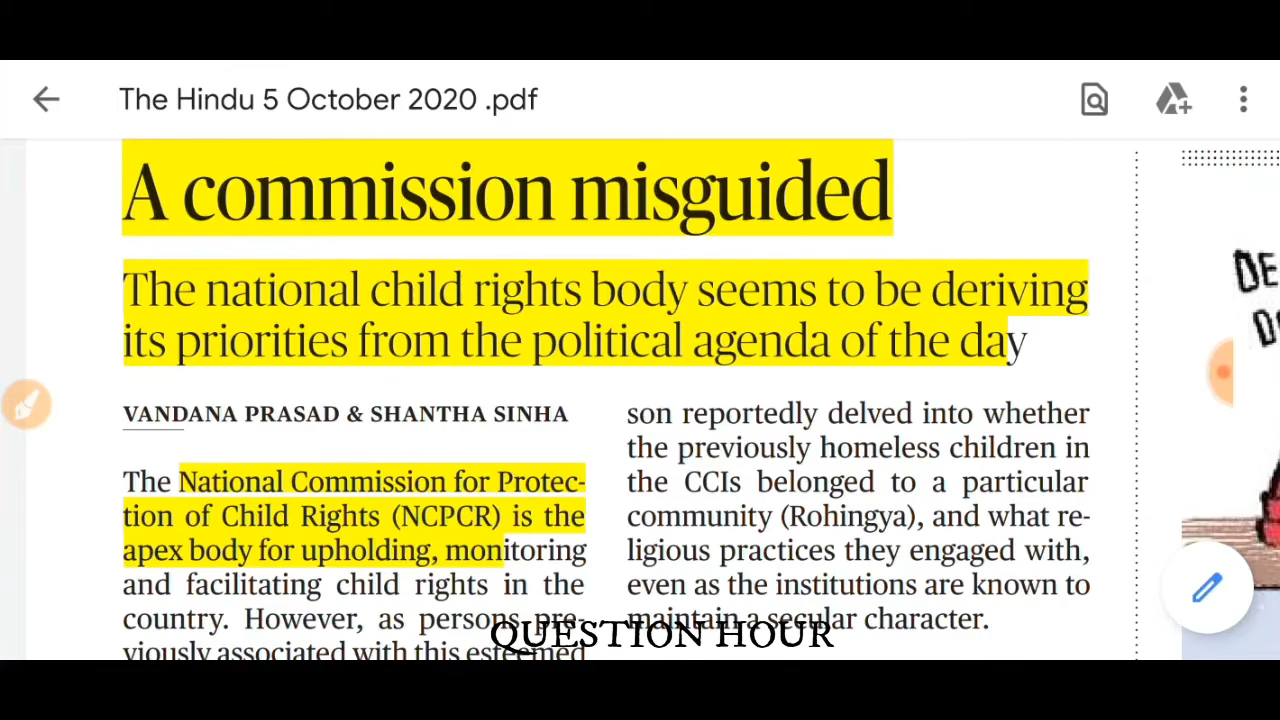 The Hindu 5 October 2020 .pdf
A commission misguided
The national child rights body seems to be deriving
its priorities from the political agenda of the day
VANDANA PRASAD & SHANTHA SINHA
The National Commission for Protec-
tion of Child Rights (NCPCR) is the
apex body for upholding, monitoring
and facilitating child rights in the
country. However, as persons pre-
viously associated with this esteemed
son reportedly delved into whether
the previously homeless children in
the CCIs belonged to a particular
community (Rohingya), and what re-
ligious practices they engaged with,
even as the institutions are known to
maintain a secular character.
QUESTION HOUR